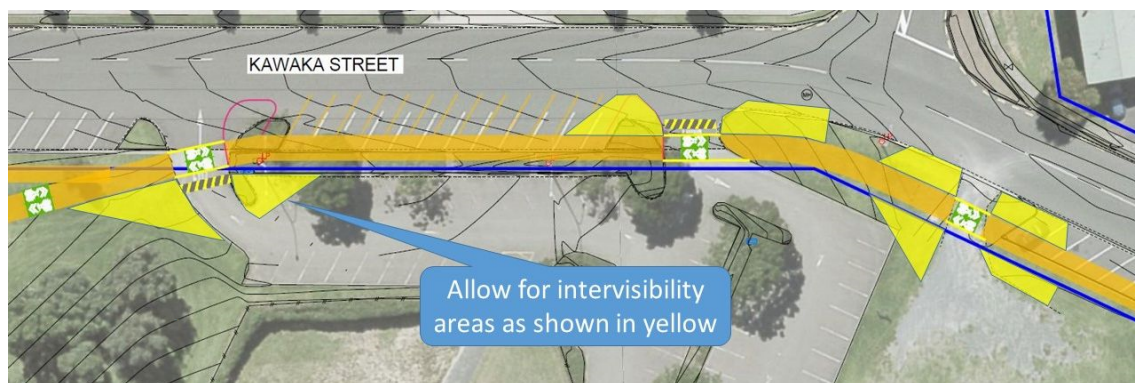 KAWAKA STREET
Allow for intervisibility
areas as shown in yellow